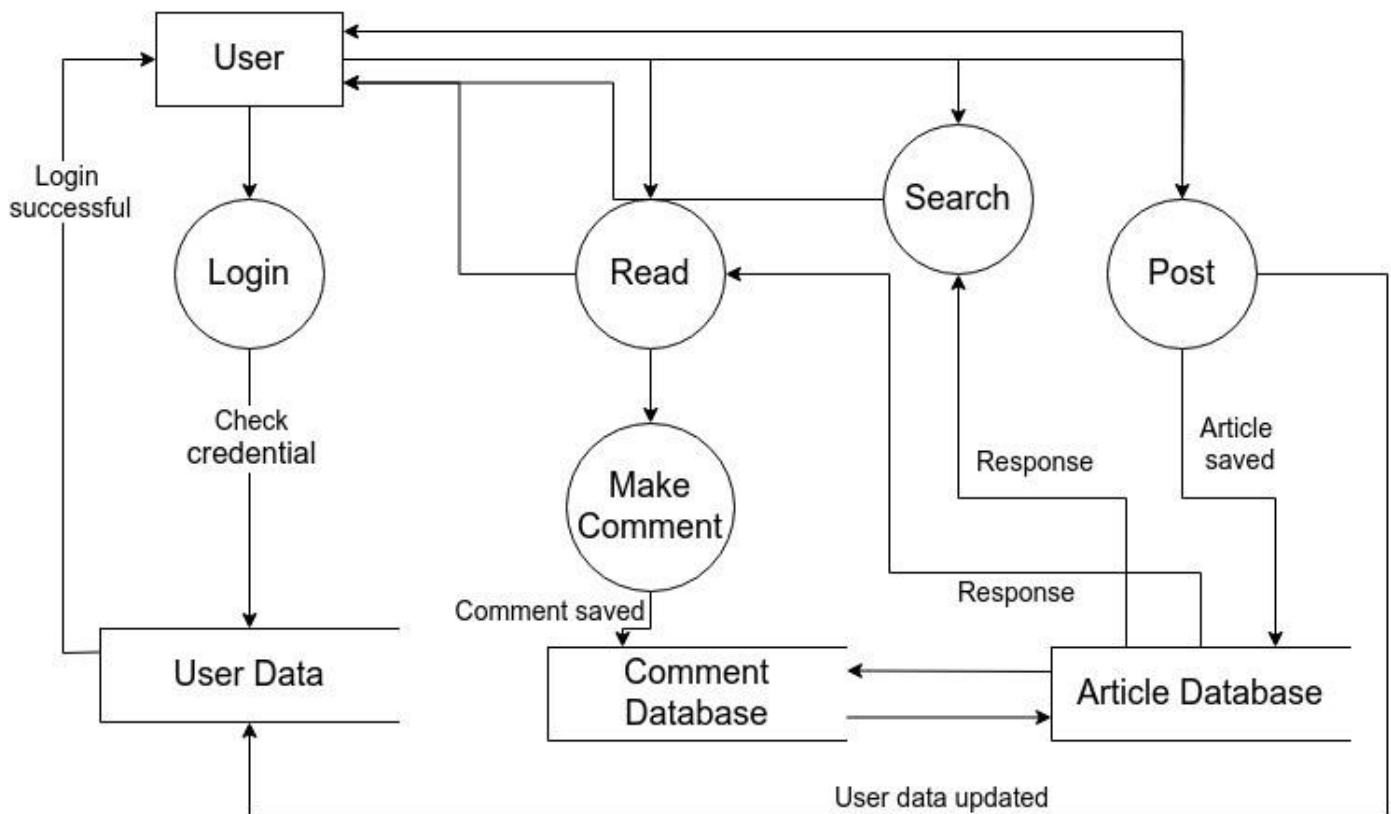 User
Search
Login
successful
Login
Read
Post
Check
credential
Article
saved
Response
Make
Comment
Response
Comment saved
User Data
Comment
Database
Article Database
User data updated